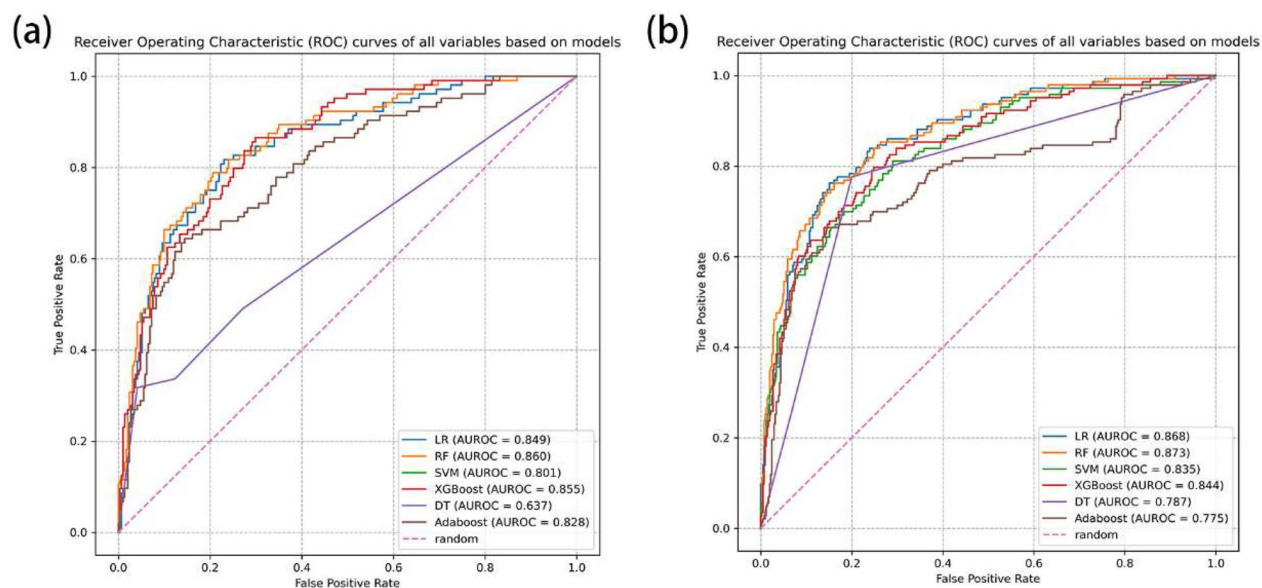 (a)
Receiver Operating Characteristic (ROC) curves of all variables based on models
1.0
0.8
0.6
0.4
0.2
0.0
True Positive Rate
LR (AUROC = 0.849)
RF (AUROC = 0.860)
SVM (AUROC = 0.801)
XGBoost (AUROC = 0.855)
DT (AUROC = 0.637)
Adaboost (AUROC = 0.828)
random
0.0 0.2 0.4 0.6 0.8 1.0
False Positive Rate
(b)
Receiver Operating Characteristic (ROC) curves of all variables based on models
1.0
0.8
0.6
0.4
0.2
0.0
True Positive Rate
LR (AUROC = 0.868)
RF (AUROC = 0.873)
SVM (AUROC = 0.835)
XGBoost (AUROC = 0.844)
DT (AUROC = 0.787)
Adaboost (AUROC = 0.775)
random
0.0 0.2 0.4 0.6 0.8 1.0
False Positive Rate